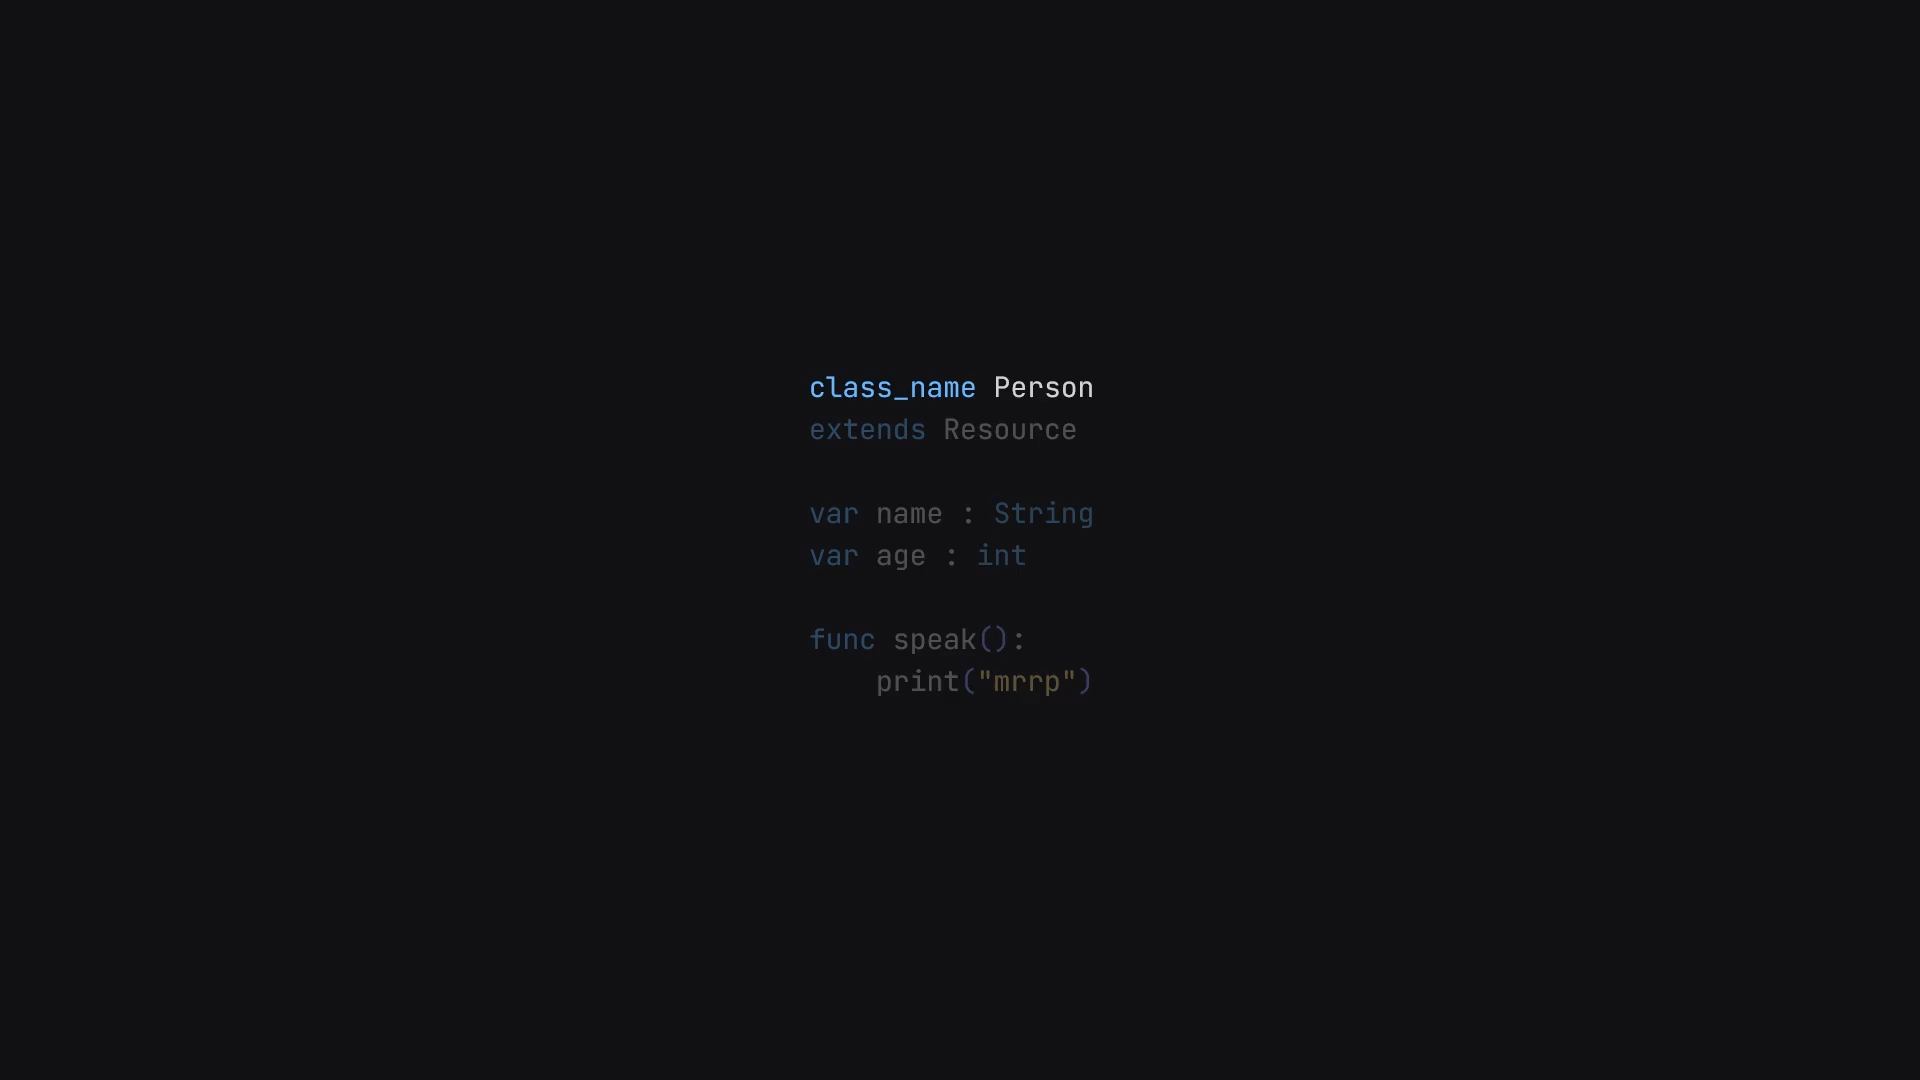 class_name Person
extends Resource
var name : String
var age : int
func speak():
print("mrrp")